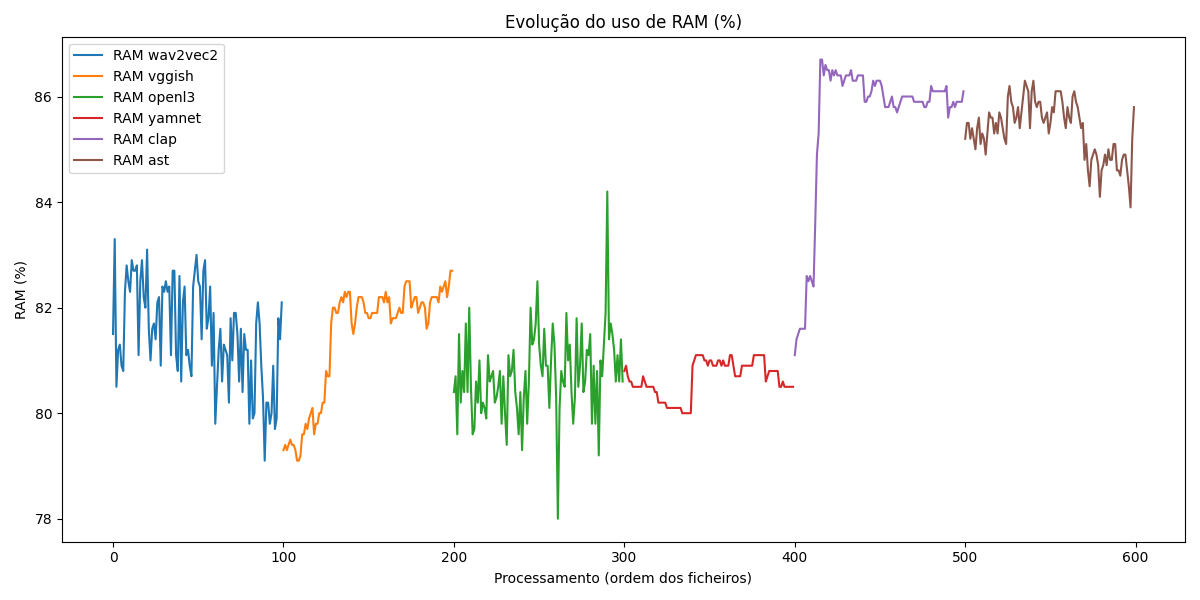 Evolução do uso de RAM (%)
RAM wav2vec2
RAM vggish
RAM openl3
RAM yamnet
RAM clap
RAM ast
RAM (%)
86
84
82
80
78
0 100 200 300 400 500 600
Processamento (ordem dos ficheiros)